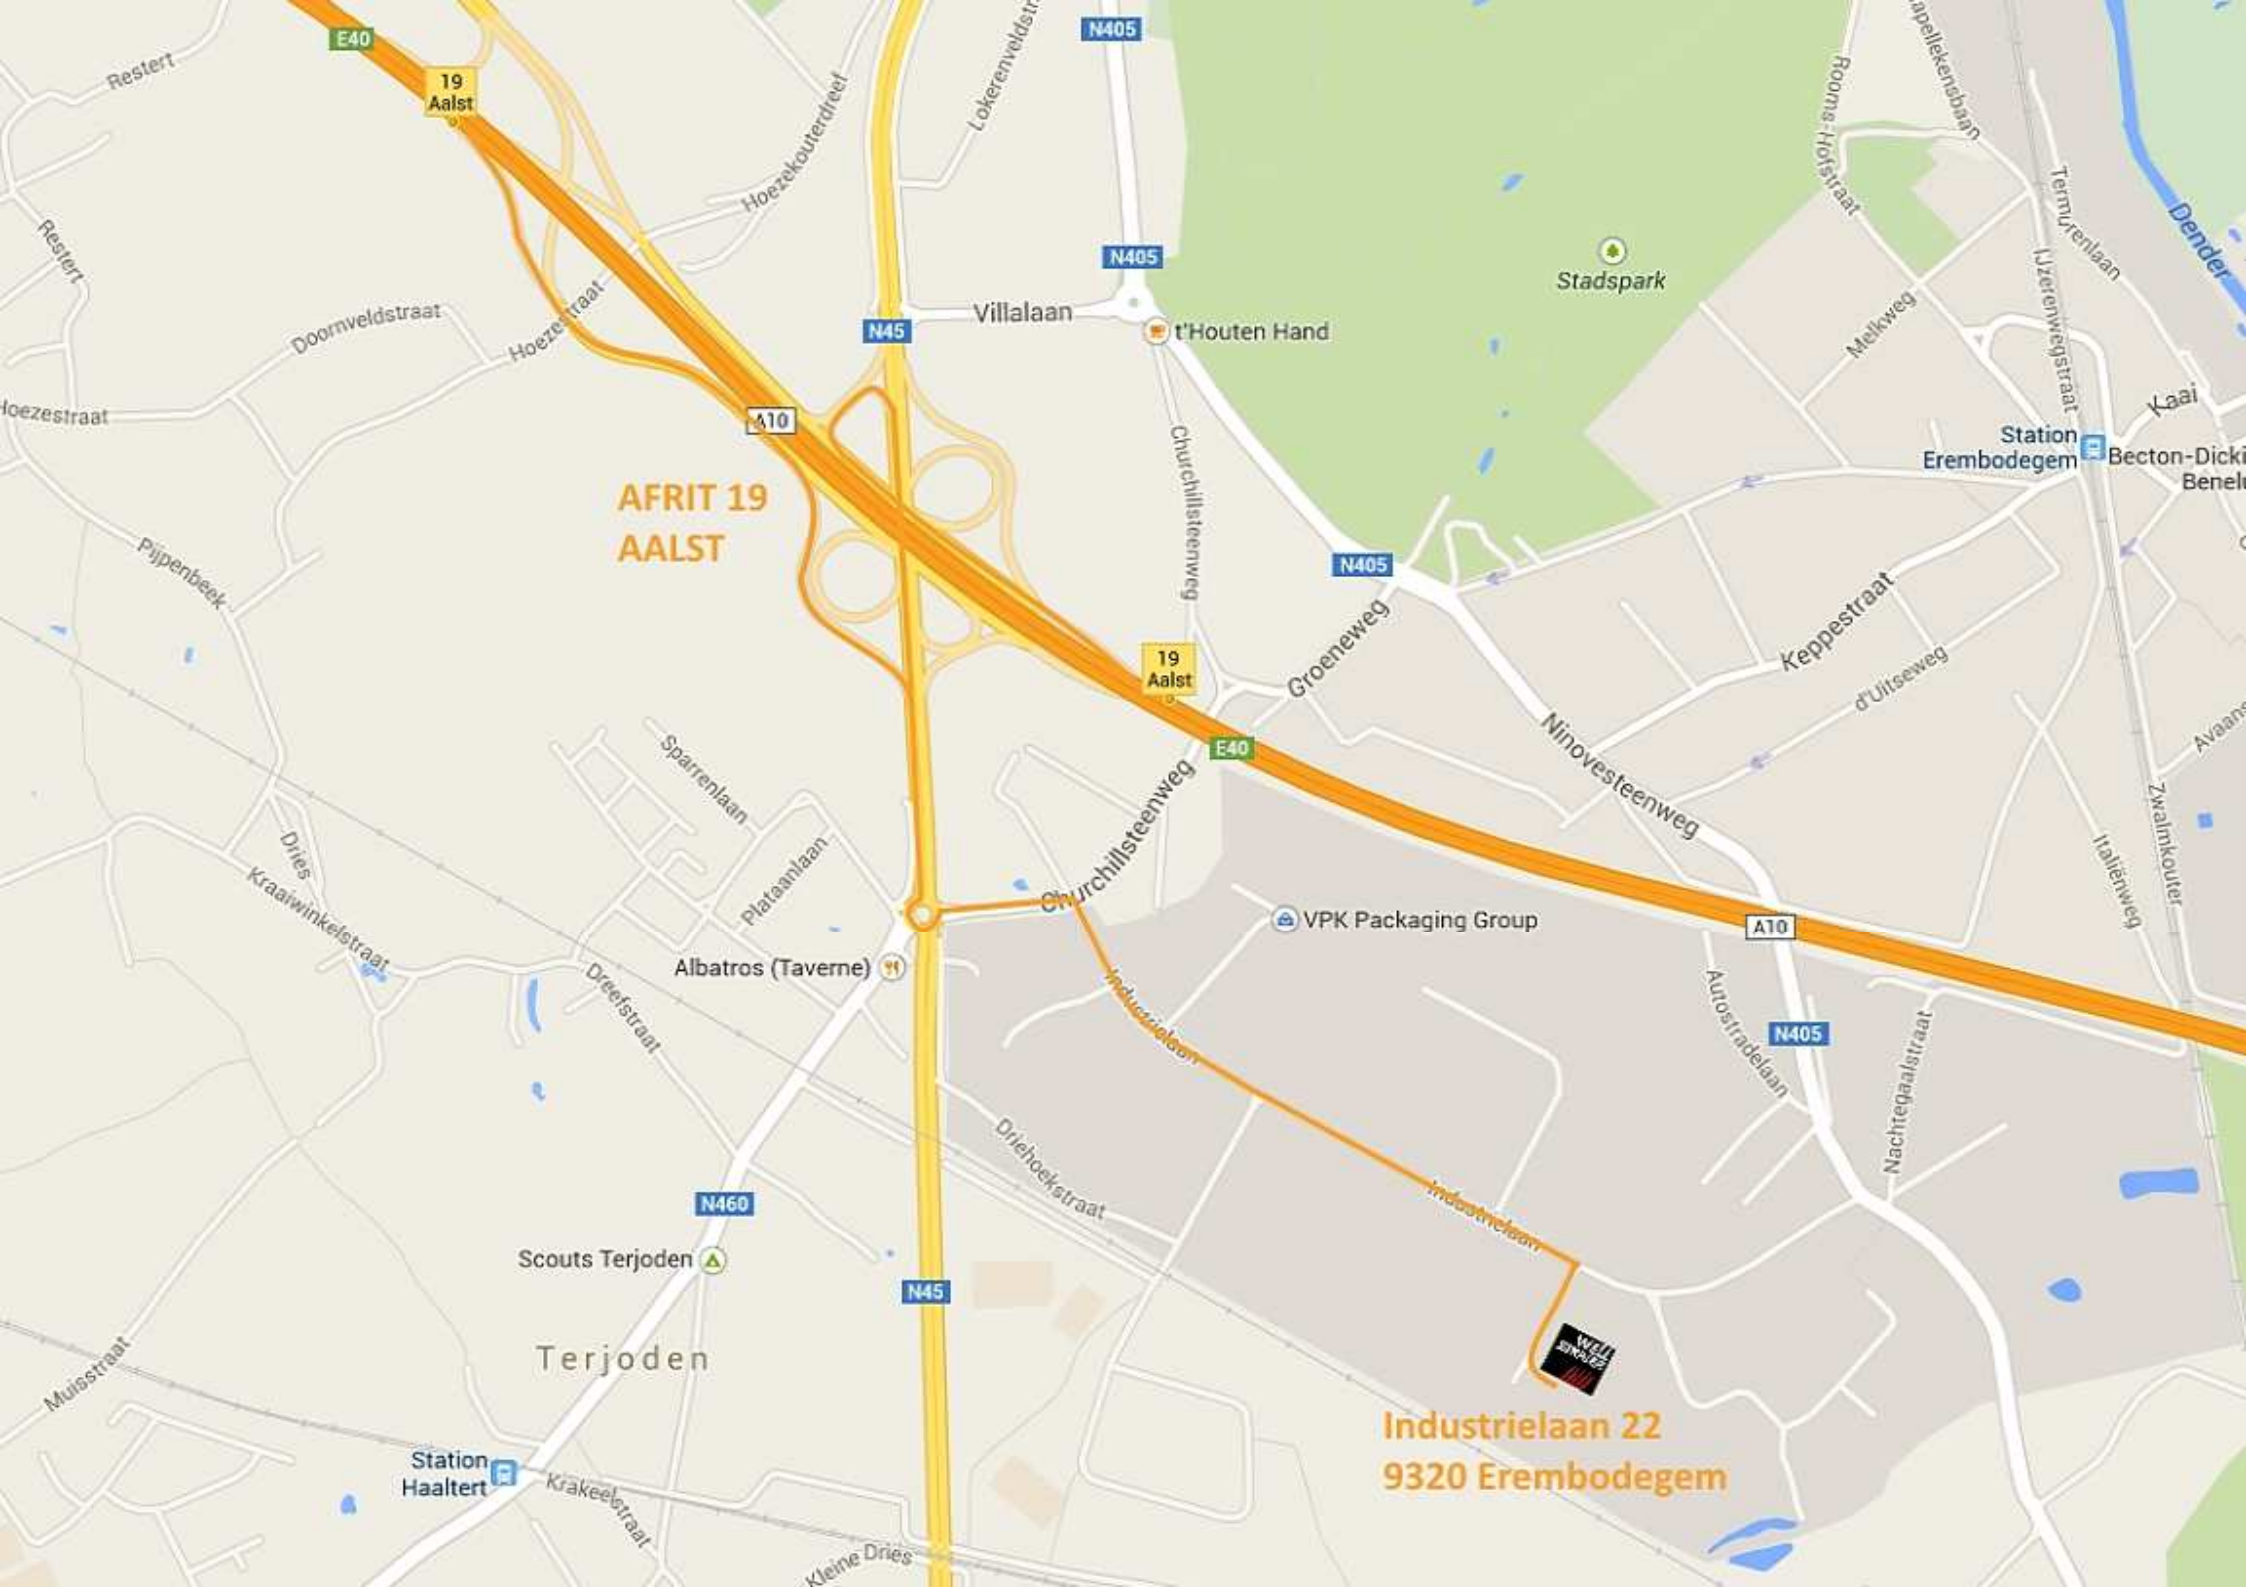 N405
E40
19
Aalst
Restert
Lokerenveldstr.
Hoezekouterdreef
Rooms-Hofstraat
Termurenlaan
Dender
Restert
N405
Stadspark
IJzerenwegstraat
Doornveldstraat
Hoezestraat
N45
Villalaan
t'Houten Hand
Melkweg
Hoezestraat
A10
Kaai
Station
Erembodegem
Becton-Dicki
Benelu
Churchillsteenweg
AFRIT 19
AALST
N405
Pijpenbeek
Groeneweg
Keppestraat
19
Aalst
d'Uitseweg
E40
Ninovesteenweg
Avaans
Sparrenlaan
Churchillsteenweg
Zwalmkouter
Dries
Plataanlaan
Italiënweg
Kraaiwinkelstraat
VPK Packaging Group
A10
Albatros (Taverne)
Dreefstraat
Industrielaan
Autostradelaan
N405
Nachtegaalstraat
Driehoekstraat
N460
Industrielaan
Scouts Terjoden
N45
Terjoden
Muisstraat
WELL
Industrielaan 22
9320 Erembodegem
Station
Haaltert
Krakeelstraat
Kleine Dries